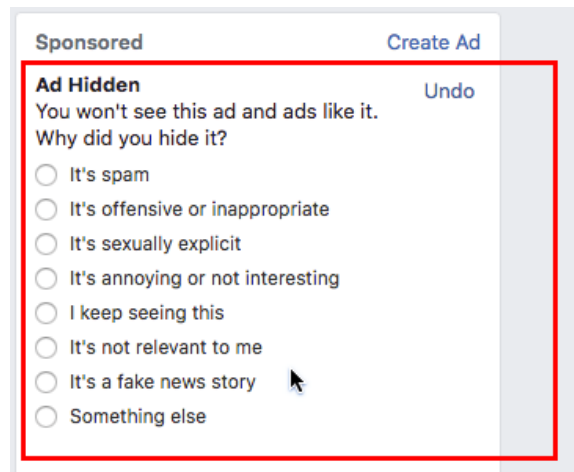 Sponsored Create Ad
Ad Hidden Undo
You won't see this ad and ads like it.
Why did you hide it?
It's spam
It's offensive or inappropriate
It's sexually explicit
It's annoying or not interesting
I keep seeing this
It's not relevant to me
It's a fake news story
Something else